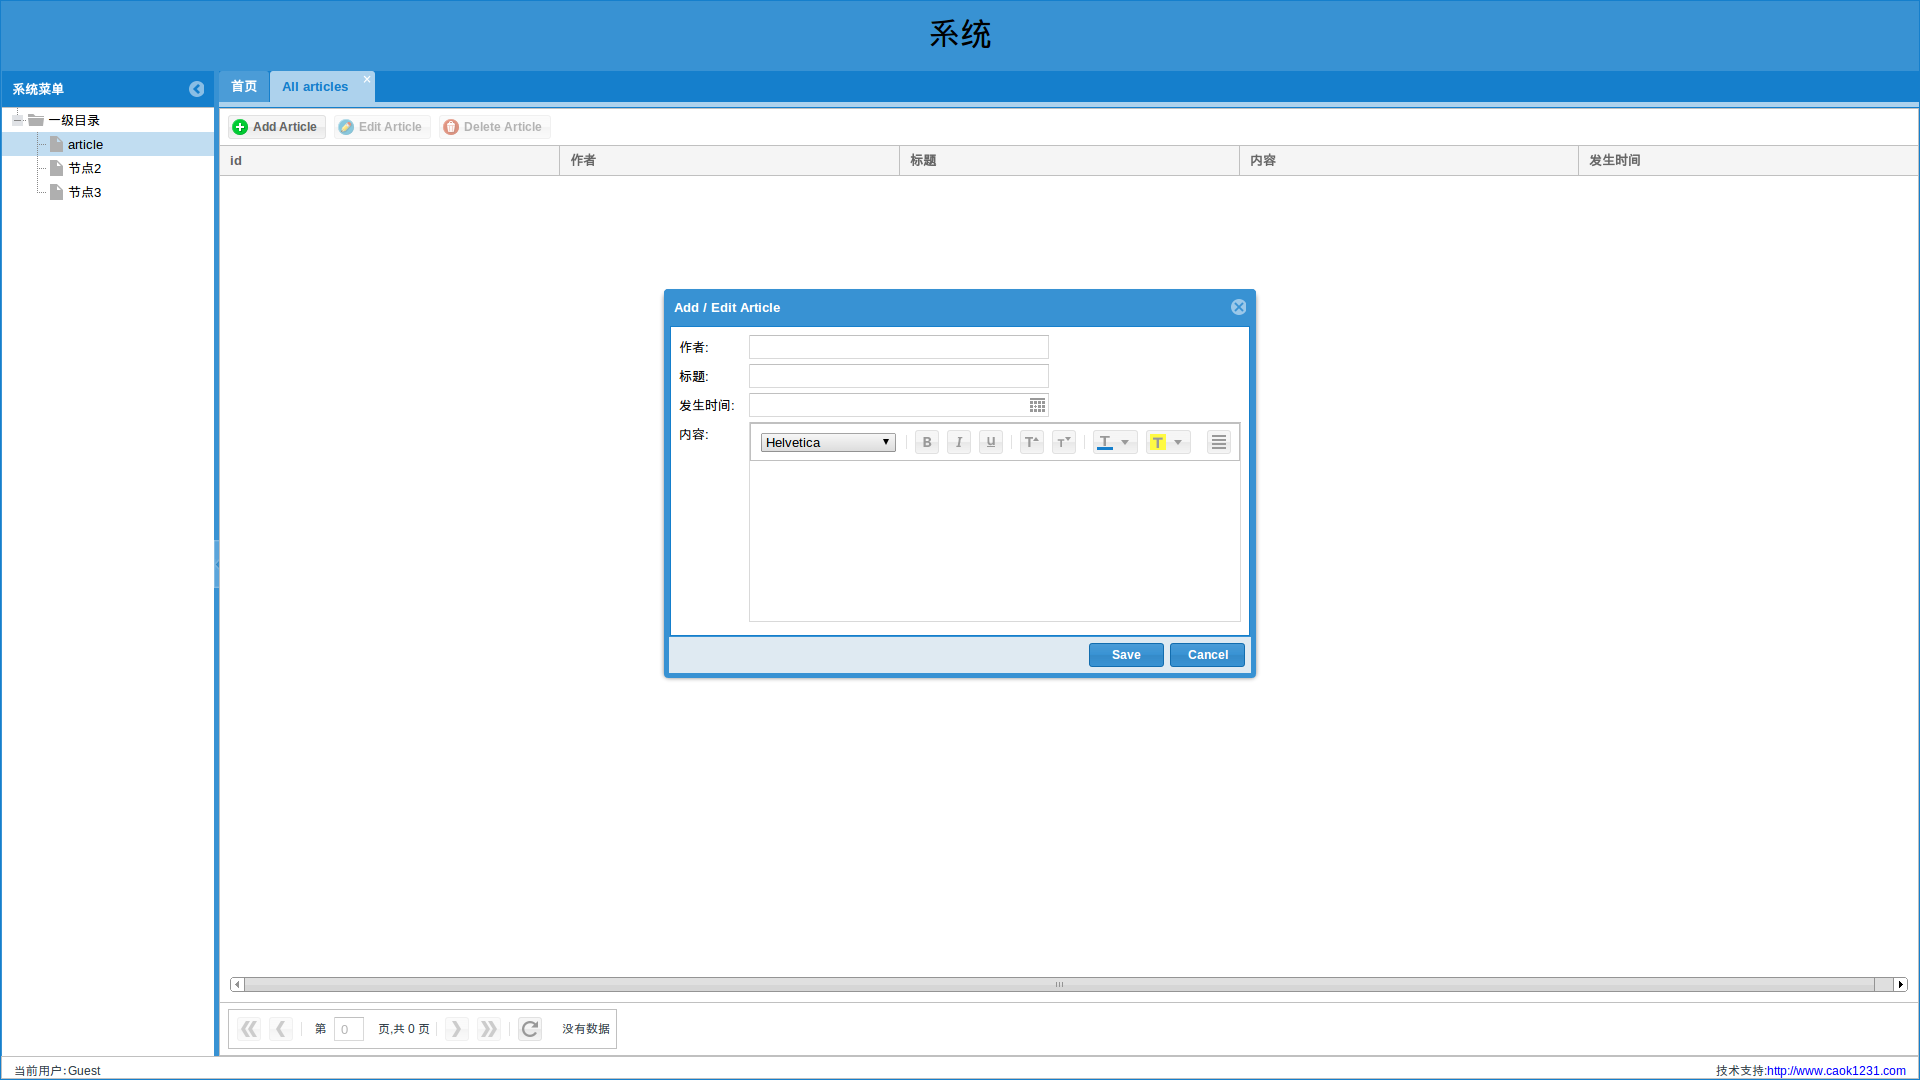 系统
系统菜单
首页
All articles
一级目录
article
节点2
节点3
Add Article
Edit Article
Delete Article
id
作者
标题
内容
发生时间
Add / Edit Article
作者:
标题:
发生时间:
内容:
Helvetica
B
I
U
T
T
T
T
Save
Cancel
第
0
页,共 0 页
没有数据
当前用户:Guest
技术支持:http://www.caok1231.com